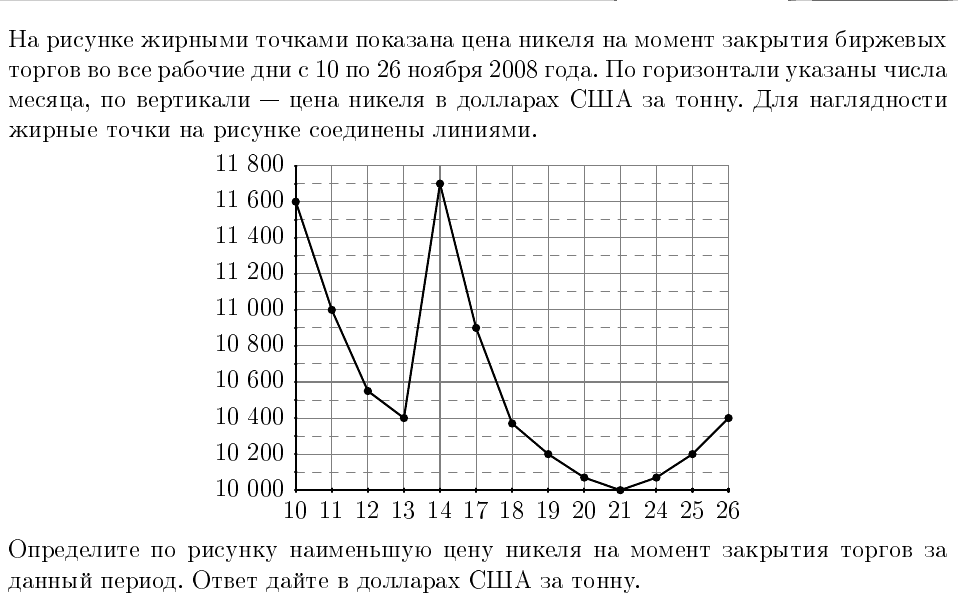 На рисунке жирными точками показана цена никеля на момент закрытия биржевых
торгов во все рабочие дни с 10 по 26 ноября 2008 года. По горизонтали указаны числа
месяца, по вертикали — цена никеля в долларах США за тонну. Для наглядности
жирные точки на рисунке соединены линиями.
11 800
11 600
11 400
11 200
11 000
10 800
10 600
10 400
10 200
10 000
10 11 12 13 14 17 18 19 20 21 24 25 26
Определите по рисунку наименьшую цену никеля на момент закрытия торгов за
данный период. Ответ дайте в долларах США за тонну.